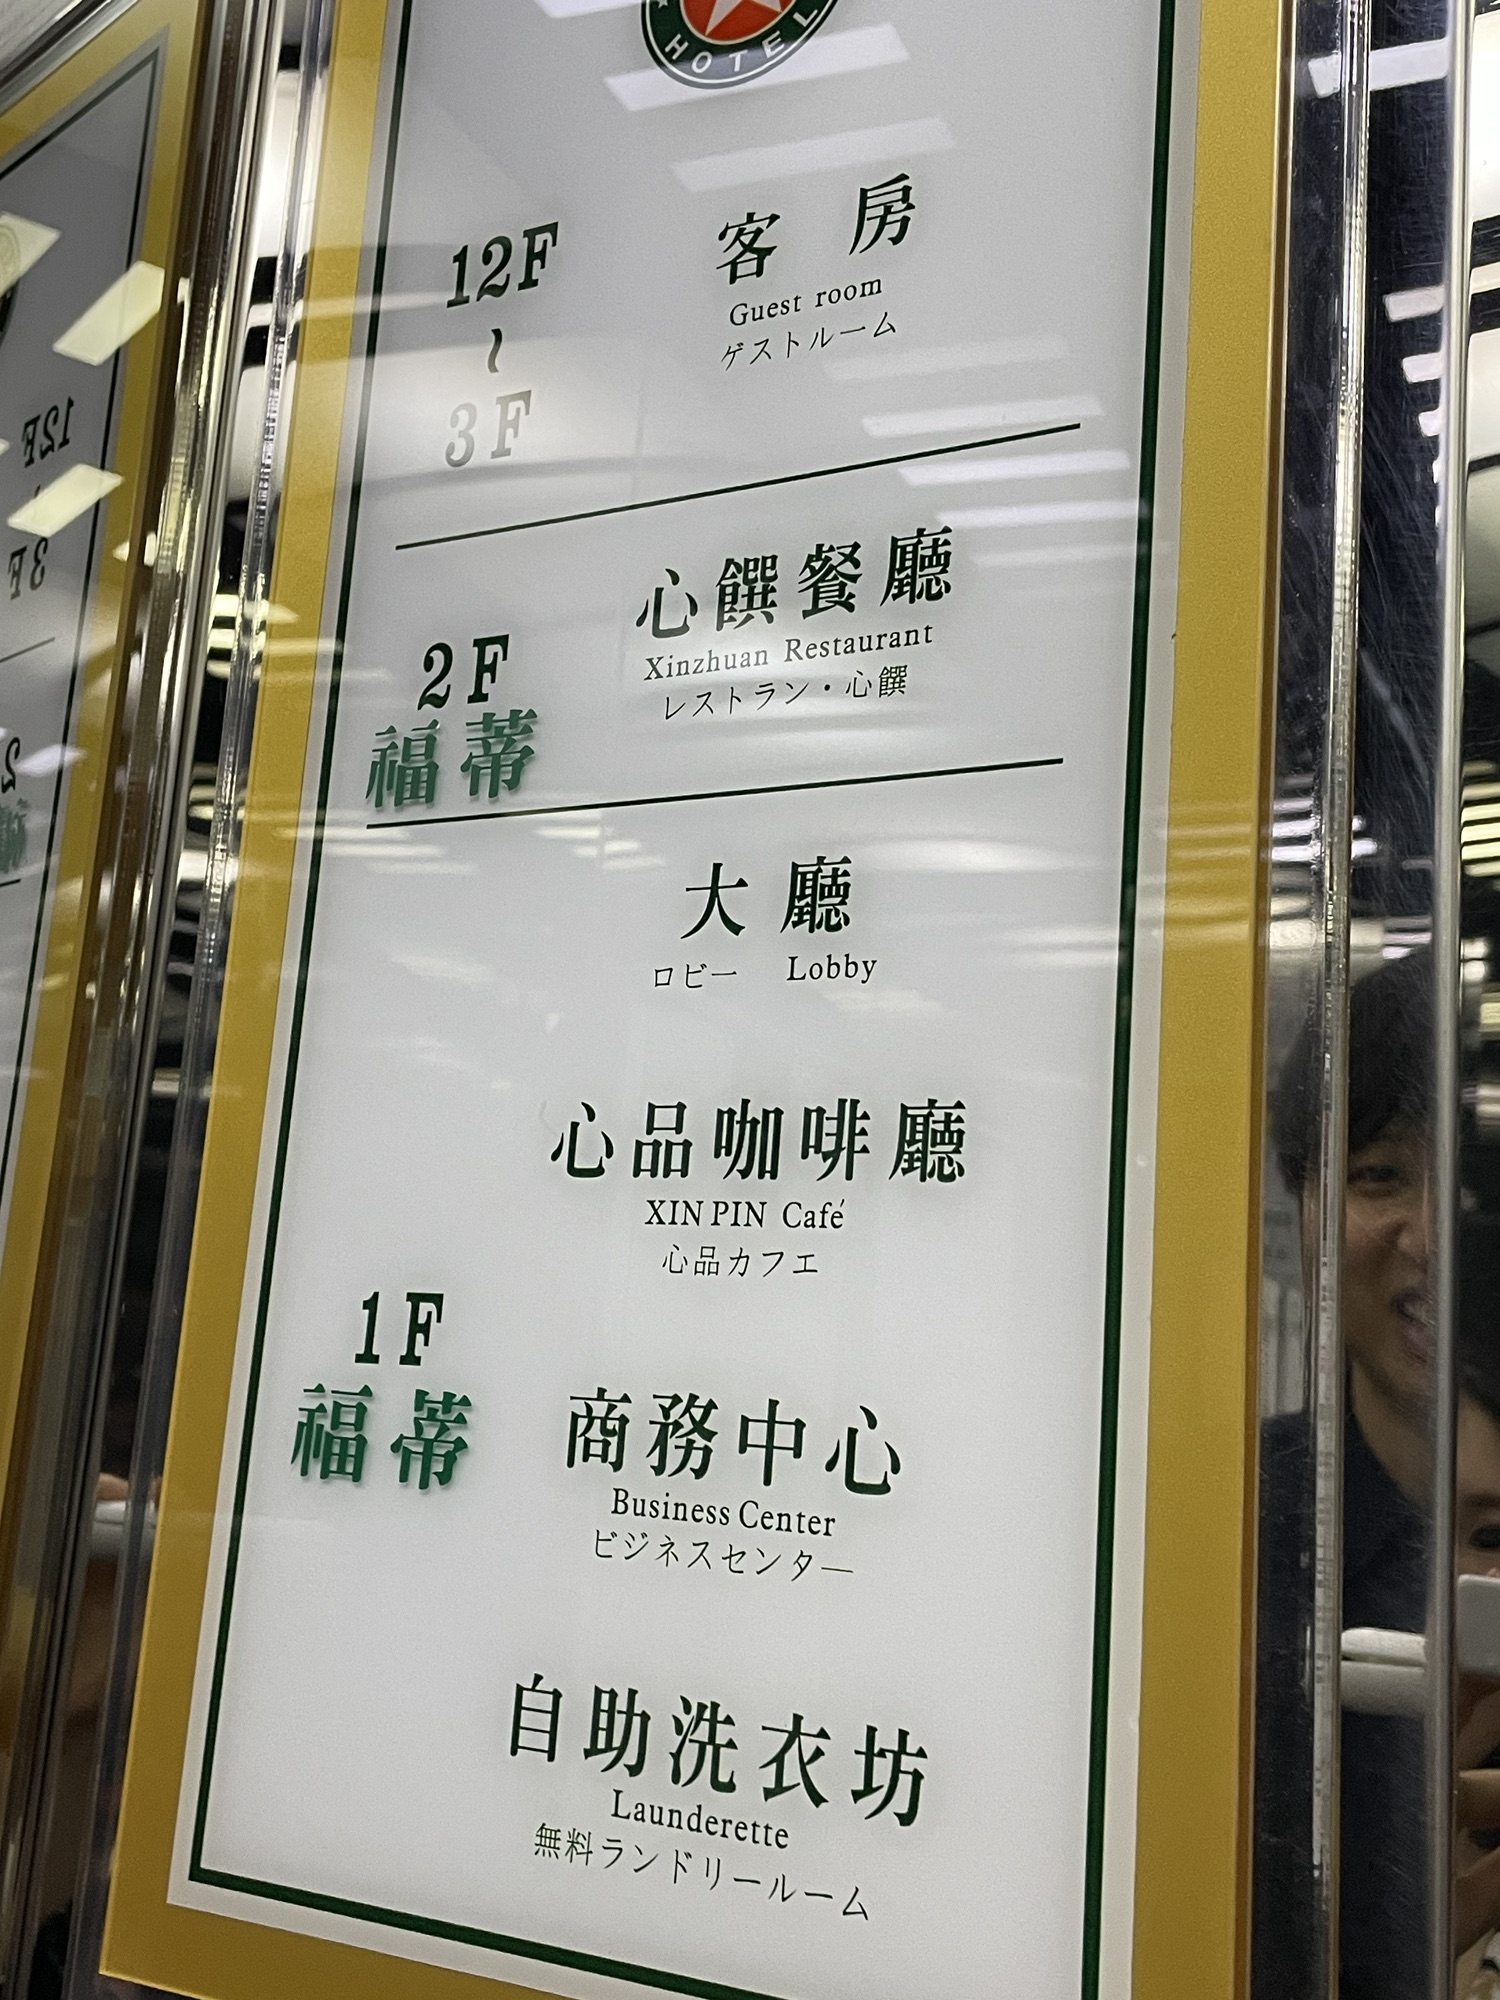 HOTEL
12F
~
3F
客房
Guest room
ゲストルーム
2F
福蒂
心饌餐廳
Xinzhuan Restaurant
レストラン・心饌
大廳
ロビー Lobby
心品咖啡廳
XIN PIN Café
心品カフェ
1F
福蒂
商務中心
Business Center
ビジネスセンター
自助洗衣坊
Launderette
無料ランドリールーム
12F
3F
2